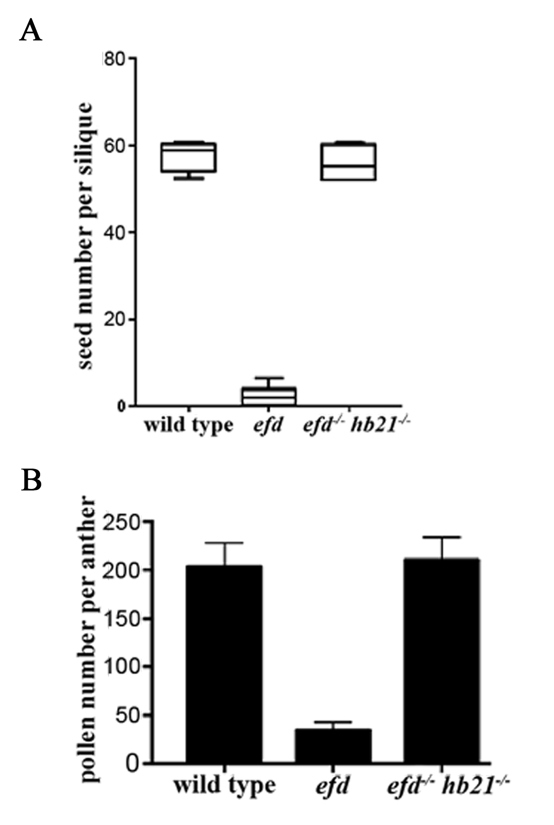 A
80
60
40
20
0
seed number per silique
wild type efd efd-/- hb21-/-
B
250
200
150
100
50
0
pollen number per anther
wild type efd efd-/- hb21-/-